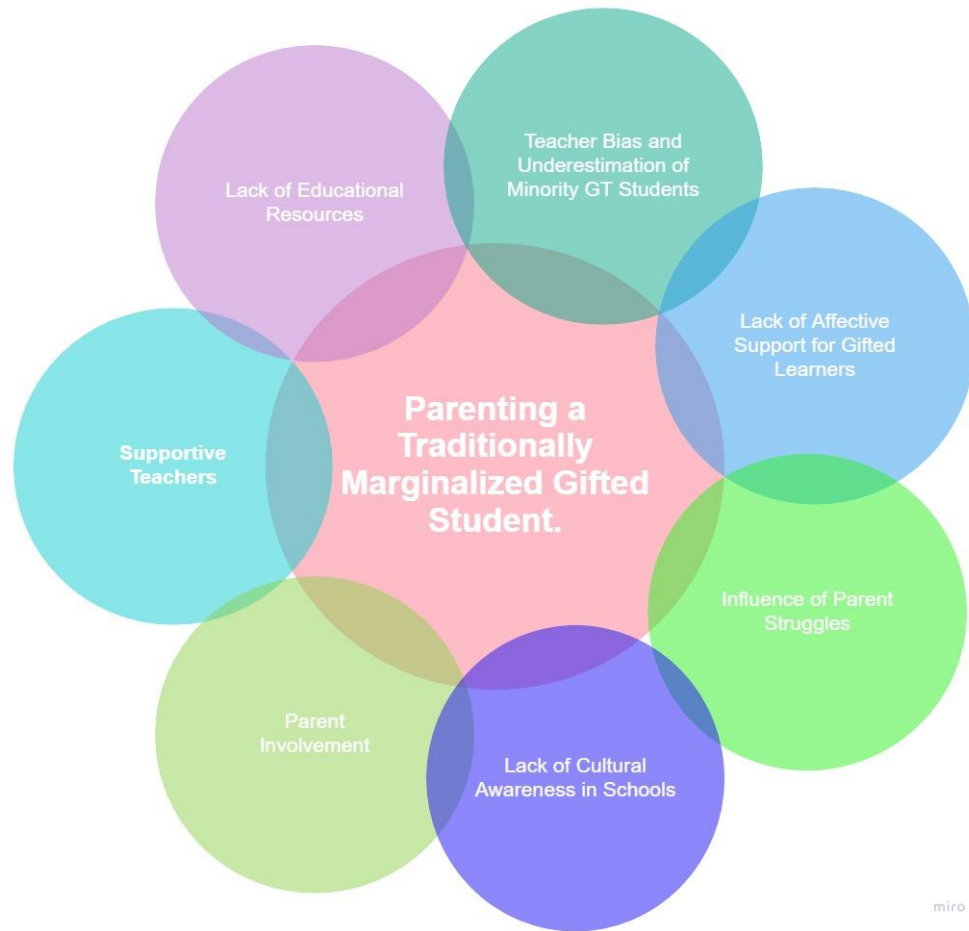 Teacher Bias and
Underestimation of
Minority GT Students
Lack of Educational
Resources
Lack of Affective
Support for Gifted
Learners
Parenting a
Traditionally
Marginalized Gifted
Student.
Supportive
Teachers
Influence of Parent
Struggles
Parent
Involvement
Lack of Cultural
Awareness in Schools
miro